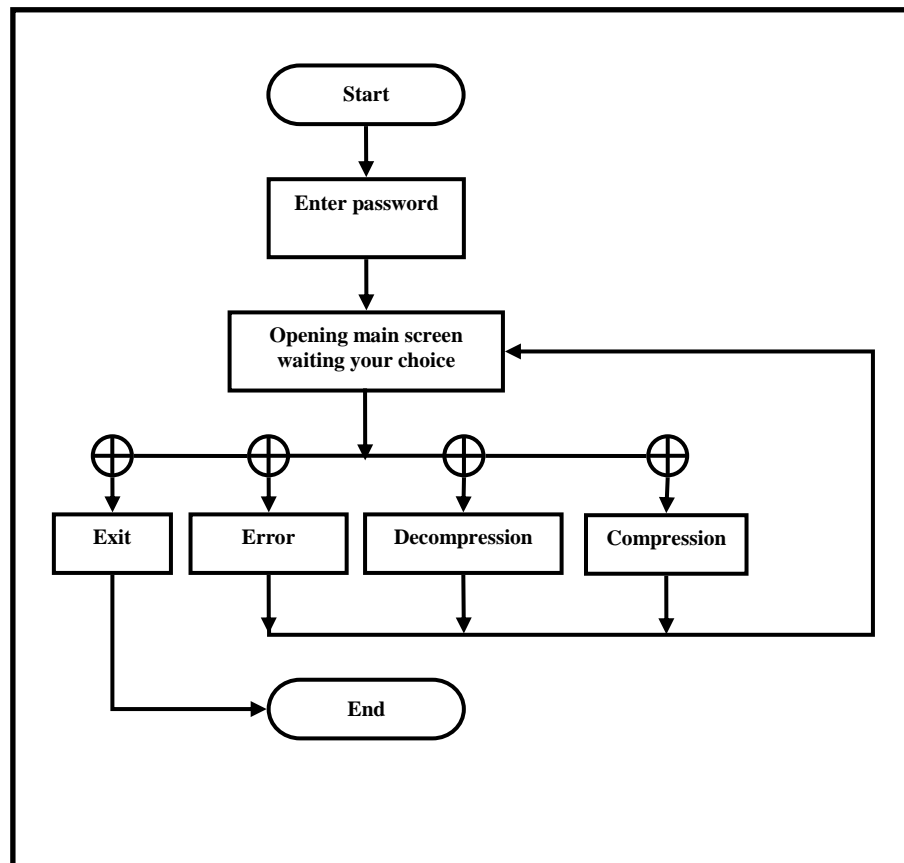 Start
Enter password
Opening main screen
waiting your choice
Exit
Error
Decompression
Compression
End